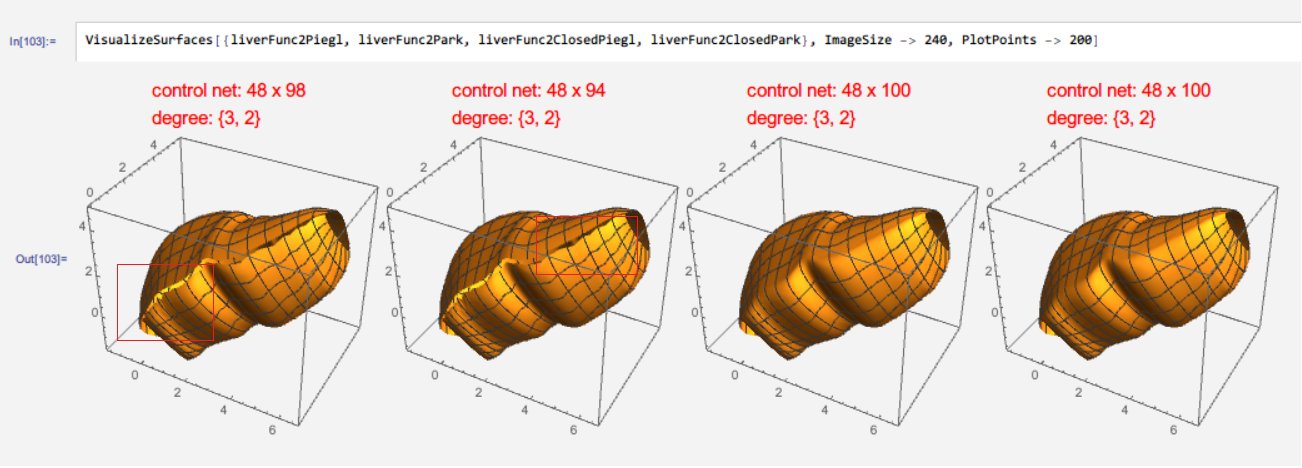 In[103]:= VisualizeSurfaces[{liverFunc2Piegl, liverFunc2Park, liverFunc2ClosedPiegl, liverFunc2ClosedPark}, ImageSize -> 240, PlotPoints -> 200]
control net: 48 x 98 control net: 48 x 94 control net: 48 x 100 control net: 48 x 100
degree: {3, 2} degree: {3, 2} degree: {3, 2} degree: {3, 2}
4 4 4 4
2 2 2 2
0 0 0 0
4 4 4 4
Out[103]=
2 2 2 2
0 0 0 0
0 0 0 0
2 2 2 2
4 4 4 4
6 6 6 6